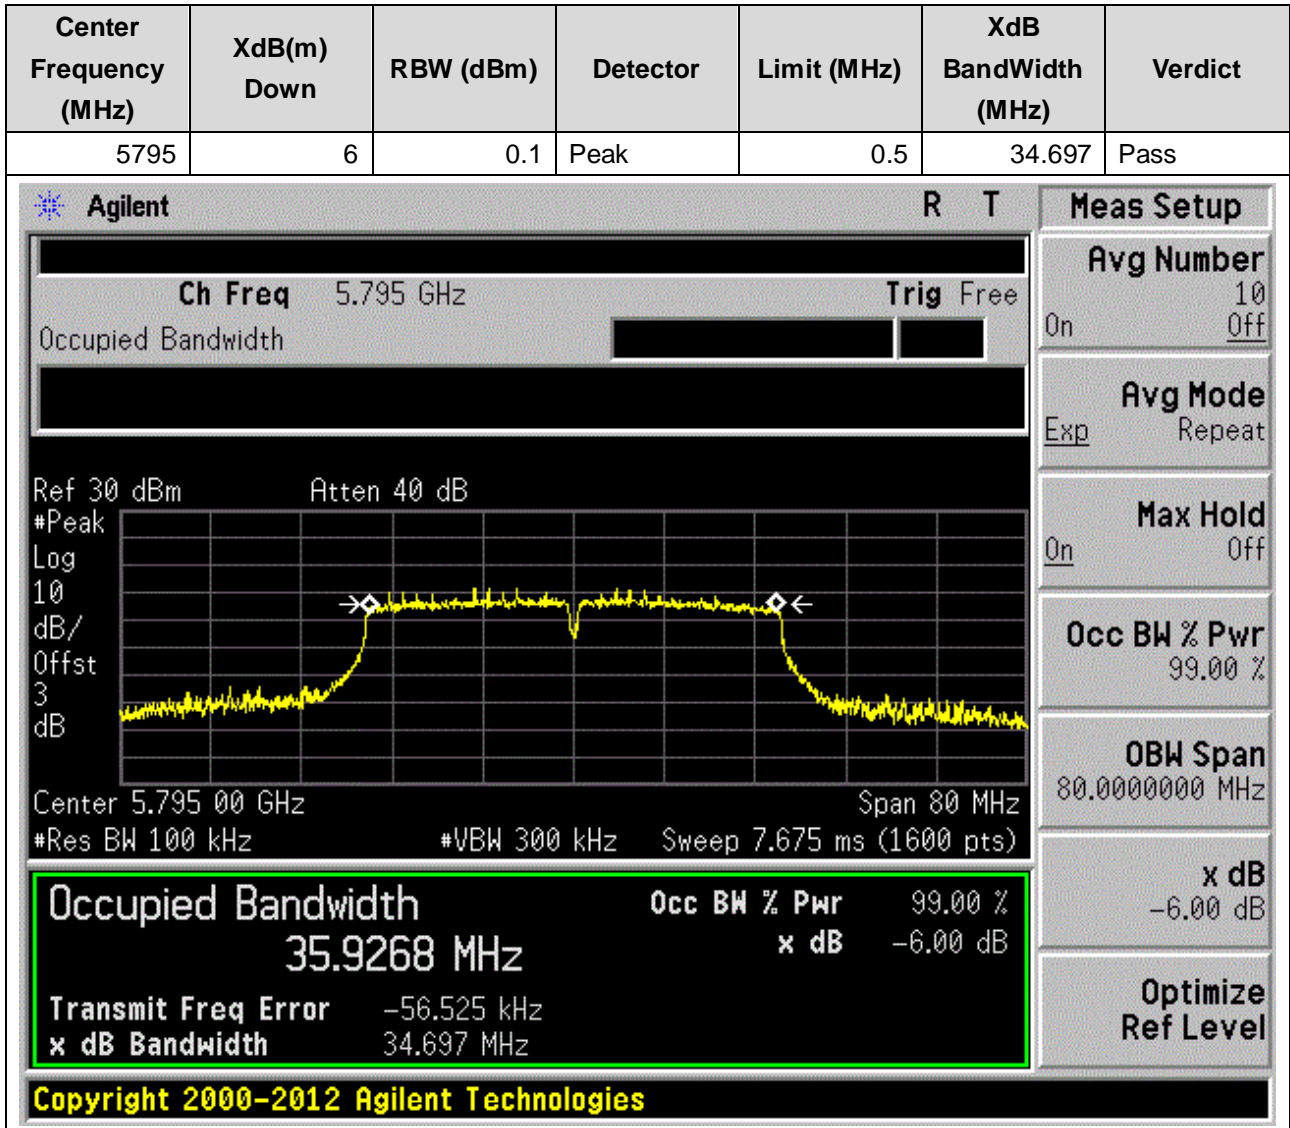 Center Frequency (MHz) XdB(m) Down RBW (dBm) Detector Limit (MHz) XdB BandWidth (MHz) Verdict
5795 6 0.1 Peak 0.5 34.697 Pass
Agilent R T Meas Setup
Ch Freq 5.795 GHz Trig Free
Occupied Bandwidth
Avg Number
10
On Off
Avg Mode
Exp Repeat
Max Hold
On Off
Occ BW % Pwr
99.00 %
OBW Span
80.0000000 MHz
x dB
-6.00 dB
Optimize
Ref Level
Ref 30 dBm Atten 40 dB
#Peak
Log
10
dB/
Offst
3
dB
Center 5.795 00 GHz Span 80 MHz
#Res BW 100 kHz #VBW 300 kHz Sweep 7.675 ms (1600 pts)
Occupied Bandwidth Occ BW % Pwr 99.00 %
35.9268 MHz x dB -6.00 dB
Transmit Freq Error -56.525 kHz
x dB Bandwidth 34.697 MHz
Copyright 2000-2012 Agilent Technologies